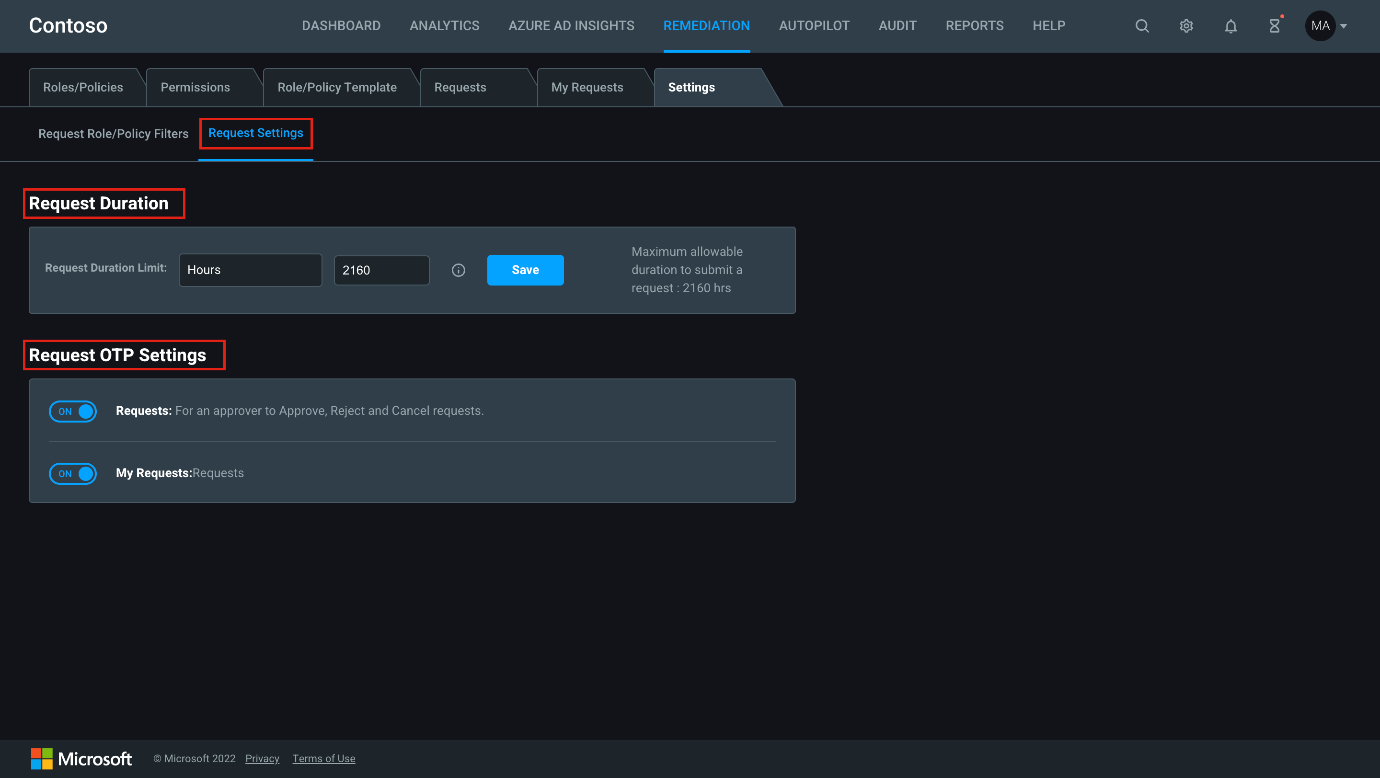 Contoso
DASHBOARD ANALYTICS AZURE AD INSIGHTS REMEDIATION AUTOPILOT AUDIT REPORTS HELP MA
Roles/Policies Permissions Role/Policy Template Requests My Requests Settings
Request Role/Policy Filters Request Settings
Request Duration
Request Duration Limit: Hours 2160 Save
Maximum allowable
duration to submit a
request : 2160 hrs
Request OTP Settings
ON Requests: For an approver to Approve, Reject and Cancel requests.
ON My Requests:Requests
Microsoft © Microsoft 2022 Privacy Terms of Use